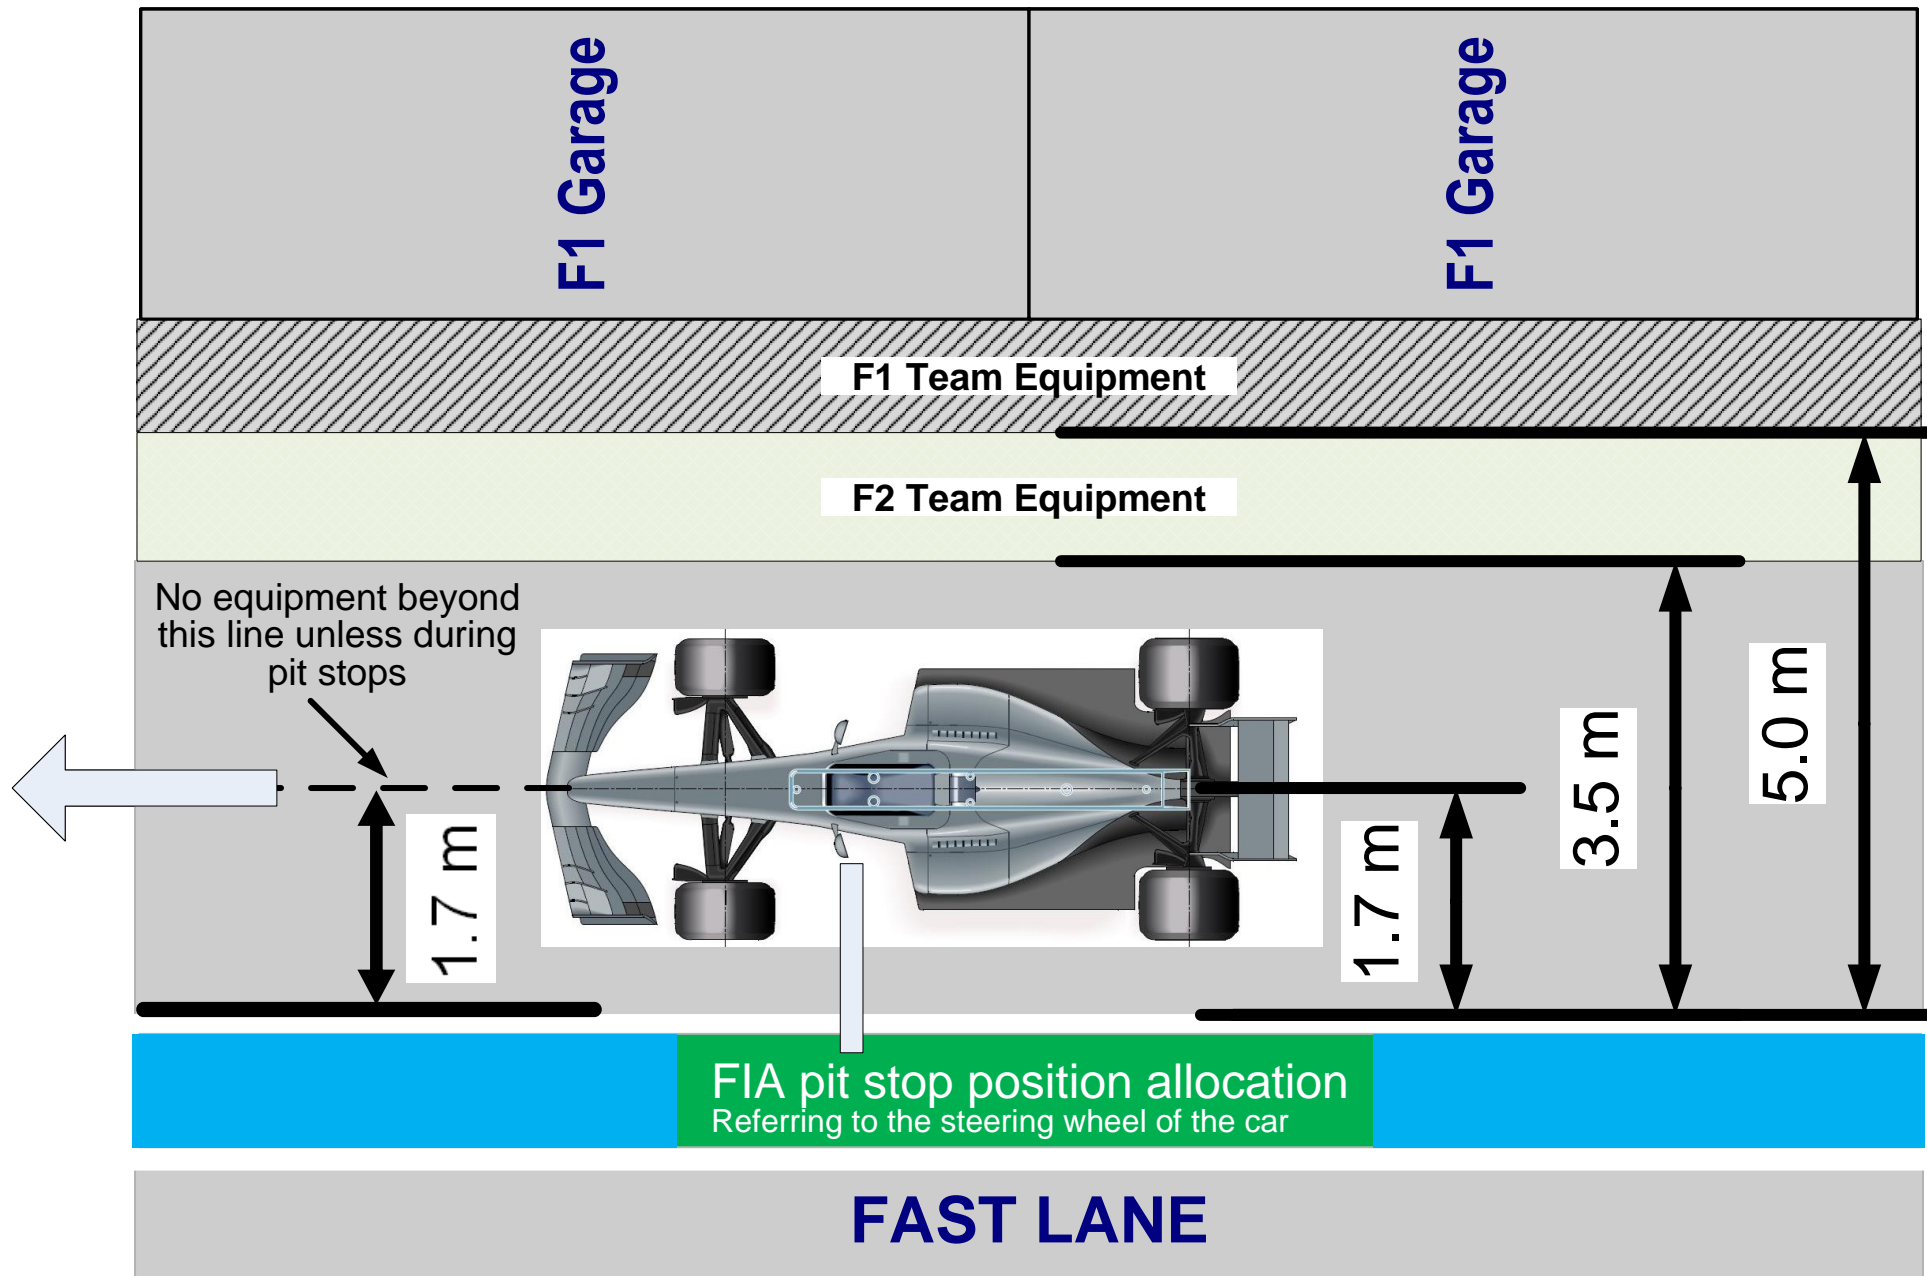 F1 Garage
F1 Garage
F1 Team Equipment
F2 Team Equipment
No equipment beyond
this line unless during
pit stops
1.7 m
1.7 m
3.5 m
5.0 m
FIA pit stop position allocation
Referring to the steering wheel of the car
FAST LANE